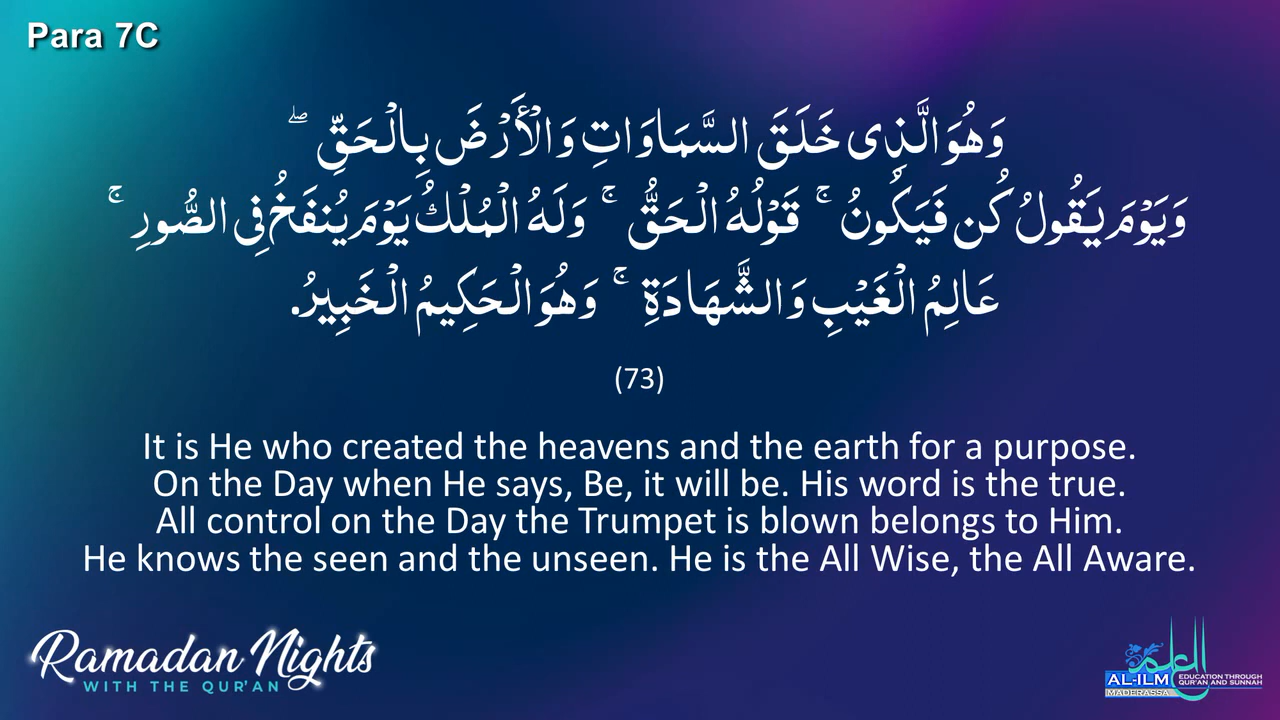 Para 7C
وَهُوَ الَّذِى خَلَقَ السَّمَاوَاتِ وَالْأَرْضَ بِالْحَقِّ ۖ
وَيَوْمَ يَقُولُ كُن فَيَكُونُ ۚ قَوْلُهُ الْحَقُّ ۚ وَلَهُ الْمُلْكُ يَوْمَ يُنفَخُ فِى الصُّورِ ۚ
عَالِمُ الْغَيْبِ وَالشَّهَادَةِ ۚ وَهُوَ الْحَكِيمُ الْخَبِيرُ.
(73)
It is He who created the heavens and the earth for a purpose.
On the Day when He says, Be, it will be. His word is the true.
All control on the Day the Trumpet is blown belongs to Him.
He knows the seen and the unseen. He is the All Wise, the All Aware.
Ramadan Nights
WITH THE QUR'AN
العلم
AL-ILM
MADERASSA
EDUCATION THROUGH
QUR'AN AND SUNNAH